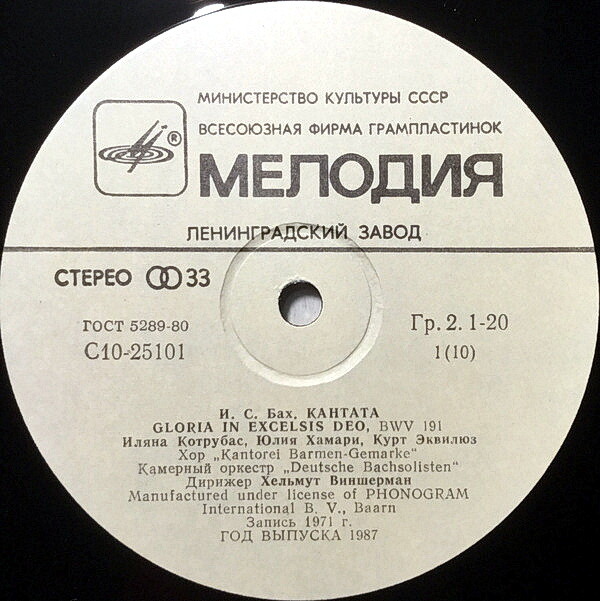 МИНИСТЕРСТВО КУЛЬТУРЫ СССР
ВСЕСОЮЗНАЯ ФИРМА ГРАМПЛАСТИНОК
®
МЕЛОДИЯ
ЛЕНИНГРАДСКИЙ ЗАВОД
СТЕРЕО 33
ГОСТ 5289-80
С10-25101
Гр. 2. 1-20
1 (10)
И. С. Бах. КАНТАТА
GLORIA IN EXCELSIS DEO, BWV 191
Иляна Котрубас, Юлия Хамари, Курт Эквилюз
Хор „Kantorei Barmen-Gemarke“
Камерный оркестр „Deutsche Bachsolisten“
Дирижер Хельмут Виншерман
Manufactured under license of PHONOGRAM
International B. V., Baarn
Запись 1971 г.
ГОД ВЫПУСКА 1987